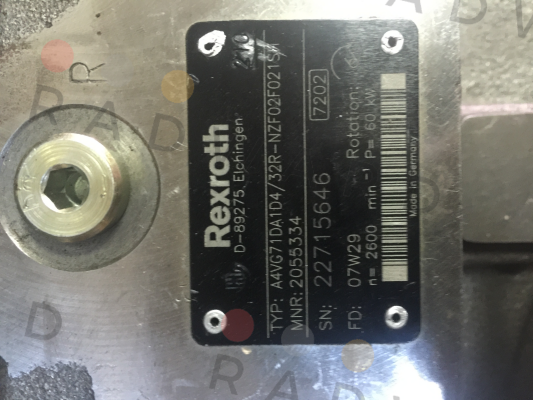 Rexroth
D-89275 Elchingen
TYP: A4VG71DA1D4/32R-NZF02F021S
MNR: 2055334
SN: 22715646 7202
FD: 07W29 Rotation:
n= 2600 min -1 P= 60 kW
Made in Germany
R